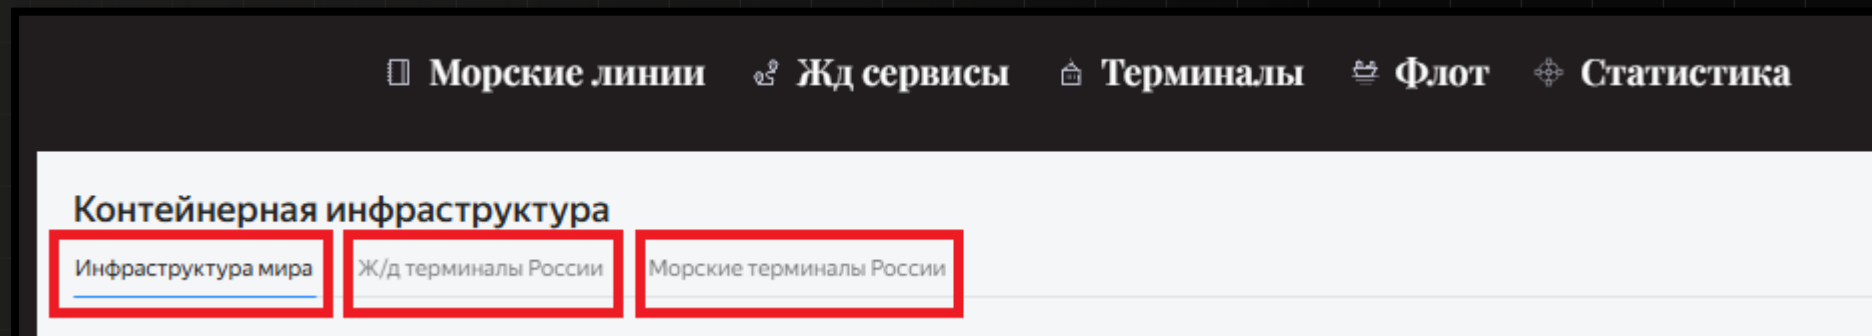 Морские линии Жд сервисы Терминалы Флот Статистика
Контейнерная инфраструктура
Инфраструктура мира Ж/д терминалы России Морские терминалы России